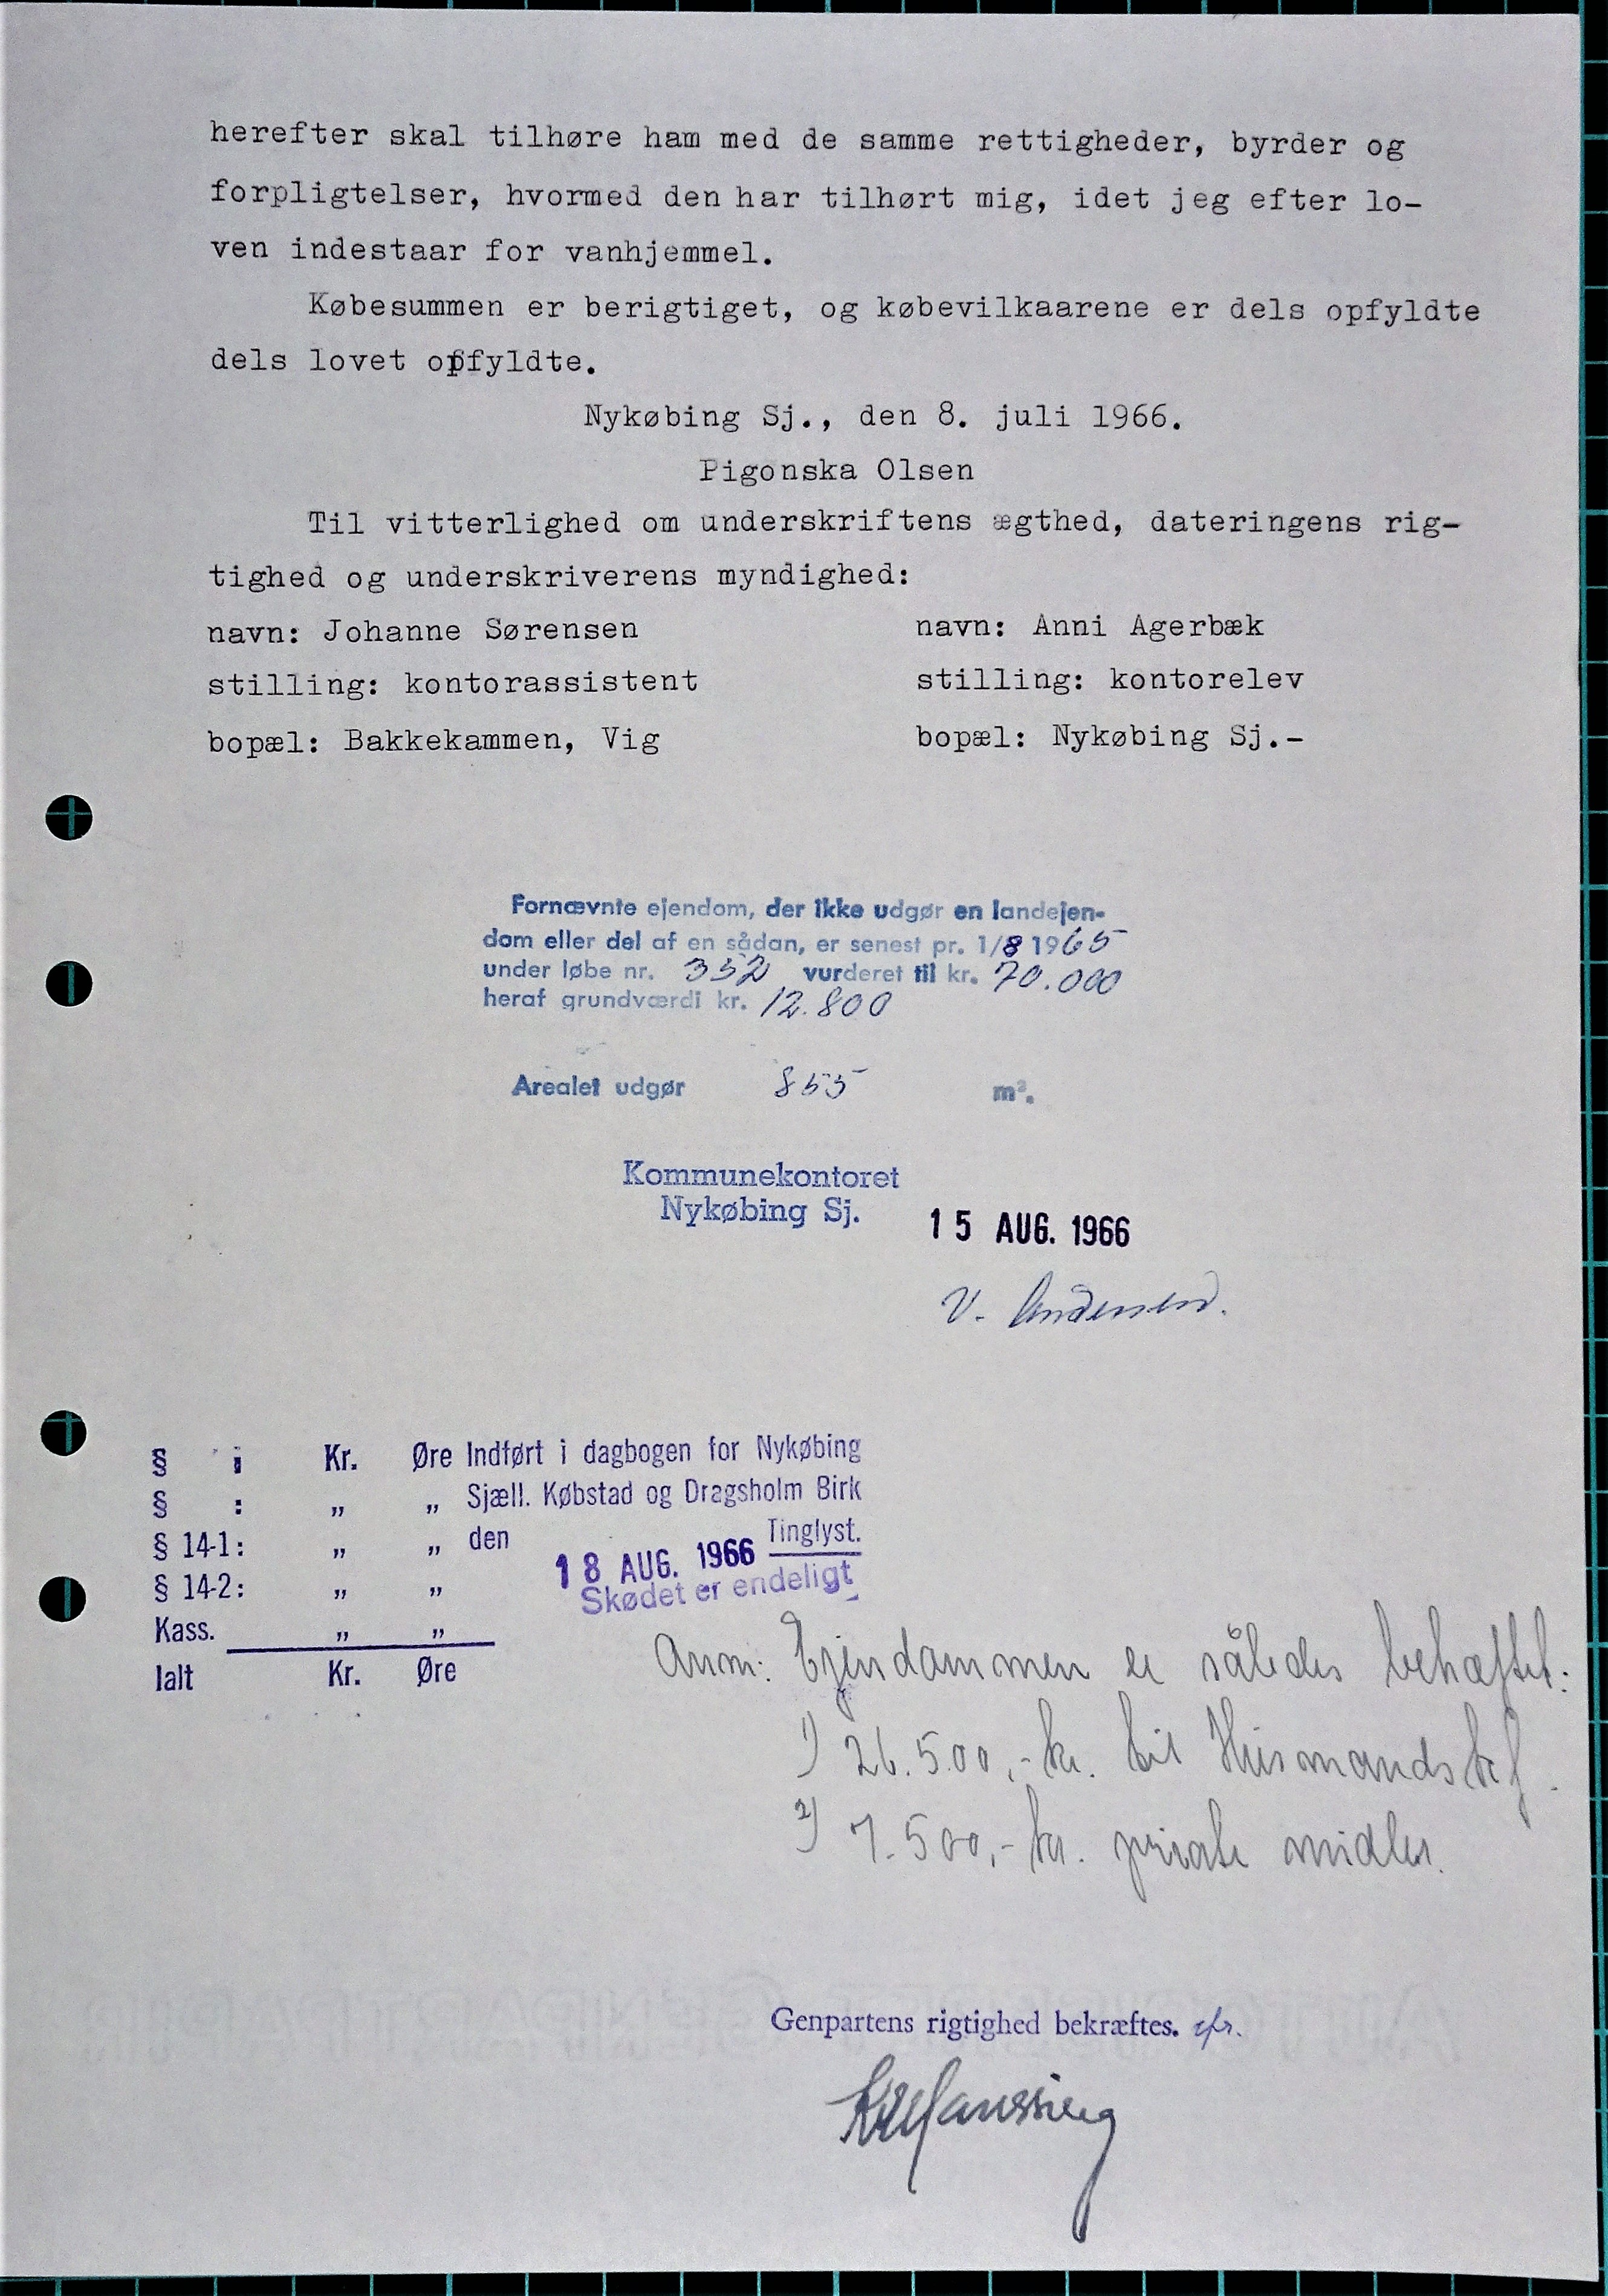 herefter skal tilhøre ham med de samme rettigheder, byrder og
forpligtelser, hvormed den har tilhørt mig, idet jeg efter lo-
ven indestaar for vanhjemmel.
Købesummen er berigtiget, og købevilkaarene er dels opfyldte
dels lovet opfyldte.
Nykøbing Sj., den 8. juli 1966.
Pigonska Olsen
Til vitterlighed om underskriftens ægthed, dateringens rig-
tighed og underskriverens myndighed:
navn: Johanne Sørensen navn: Anni Agerbæk
stilling: kontorassistent stilling: kontorelev
bopæl: Bakkekammen, Vig bopæl: Nykøbing Sj.-
Fornævnte ejendom, der ikke udgør en landejen-
dom eller del af en sådan, er senest pr. 1/8 1965
under løbe nr. 352 vurderet til kr. 70.000
heraf grundværdi kr. 12.800
Arealet udgør 855 m².
Kommunekontoret
Nykøbing Sj. 15 AUG. 1966
V. Andersen.
§ : Kr. Øre Indført i dagbogen for Nykøbing
§ : „ „ Sjæll. Købstad og Dragsholm Birk
§ 14-1: „ „ den 18 AUG. 1966 Tinglyst.
§ 14-2: „ „ Skødet er endeligt
Kass. „ „
Ialt Kr. Øre
Anm: Ejendommen er således behæftet:
1) 26.500,- kr. til Husmandskf.
2) 7.500,- kr. private midler.
Genpartens rigtighed bekræftes.